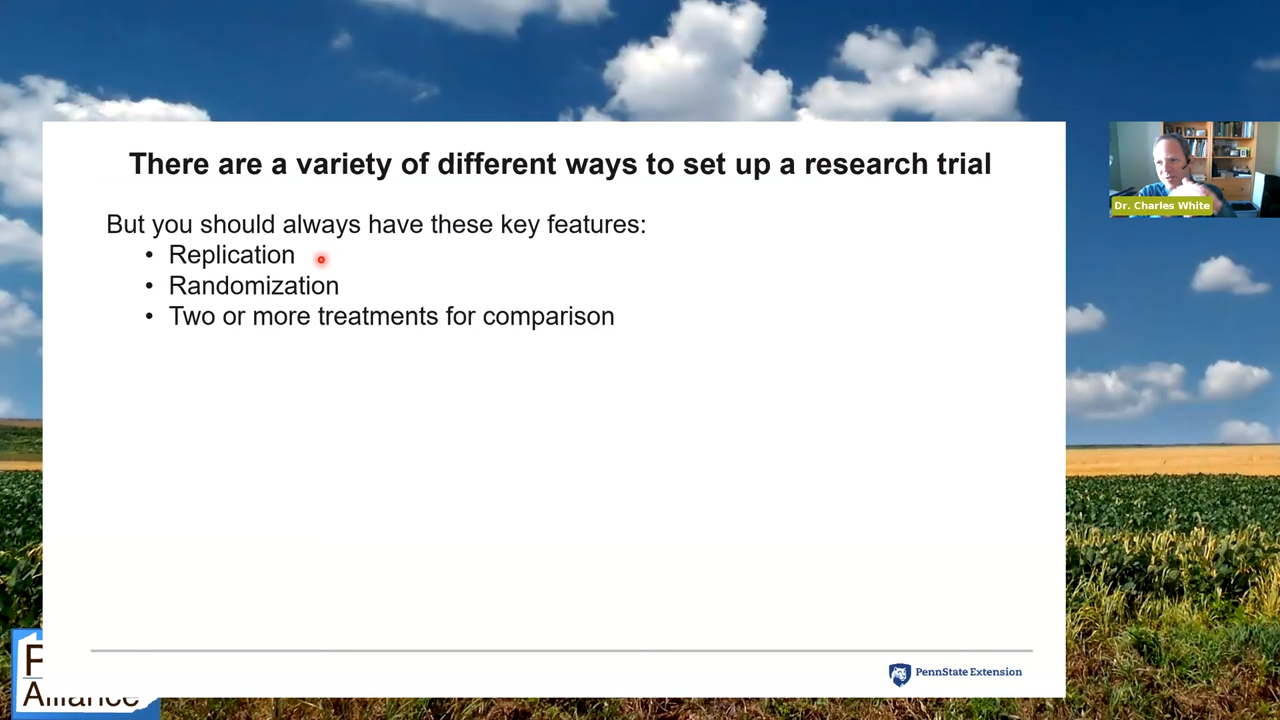 There are a variety of different ways to set up a research trial
But you should always have these key features:
• Replication
• Randomization
• Two or more treatments for comparison
Dr. Charles White
PennState Extension
Alliance